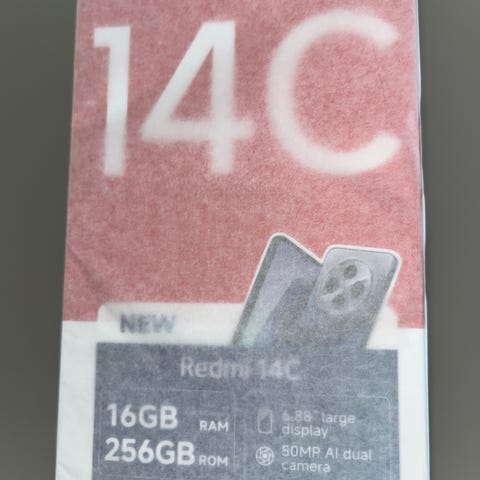 14C
NEW
Redmi 14C
16GB RAM
256GB ROM
6.88" large
display
50MP AI dual
camera